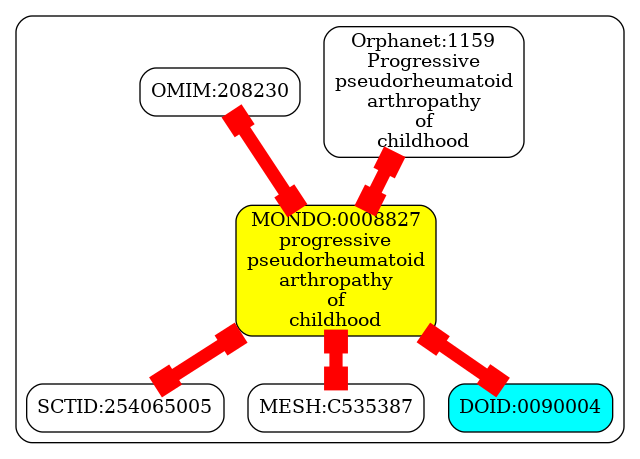 Orphanet:1159
Progressive
pseudorheumatoid
arthropathy
of
childhood
OMIM:208230
MONDO:0008827
progressive
pseudorheumatoid
arthropathy
of
childhood
SCTID:254065005
MESH:C535387
DOID:0090004